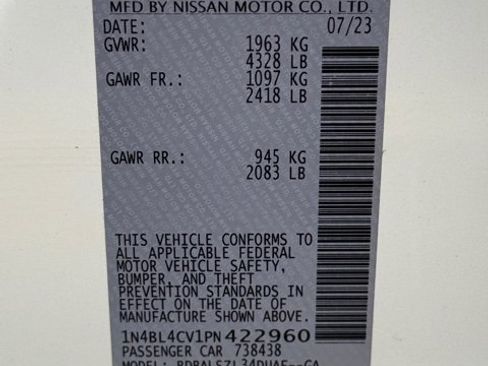 MFD BY NISSAN MOTOR CO., LTD.
DATE: 07/23
GVWR: 1963 KG
4328 LB
GAWR FR.: 1097 KG
2418 LB
GAWR RR.: 945 KG
2083 LB
THIS VEHICLE CONFORMS TO
ALL APPLICABLE FEDERAL
MOTOR VEHICLE SAFETY,
BUMPER, AND THEFT
PREVENTION STANDARDS IN
EFFECT ON THE DATE OF
MANUFACTURE SHOWN ABOVE.
1N4BL4CV1PN422960
PASSENGER CAR 738438
MODEL: